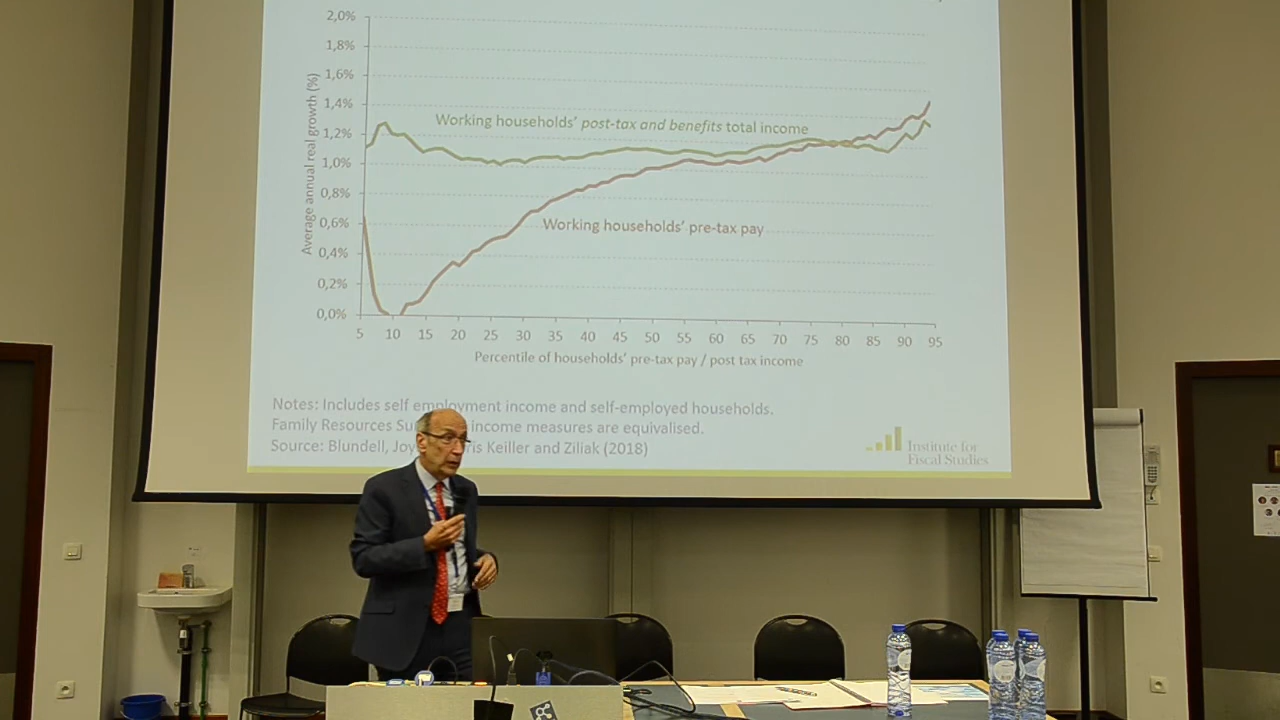 2,0%
1,8%
1,6%
1,4%
1,2%
1,0%
0,8%
0,6%
0,4%
0,2%
0,0%
Average annual real growth (%)
Working households' post-tax and benefits total income
Working households' pre-tax pay
5 10 15 20 25 30 35 40 45 50 55 60 65 70 75 80 85 90 95
Percentile of households' pre-tax pay / post tax income
Notes: Includes self employment income and self-employed households.
Family Resources Su income measures are equivalised.
Source: Blundell, Joy ris Keiller and Ziliak (2018)
Institute for
Fiscal Studies